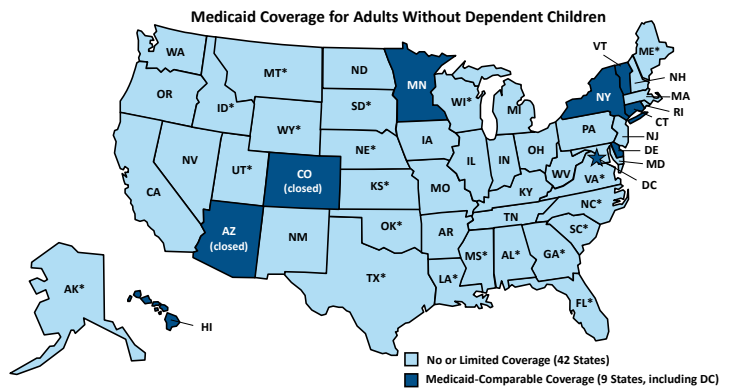 Medicaid Coverage for Adults Without Dependent Children
WA
MT*
ND
MN
VT
ME*
NH
OR
ID*
SD*
WI*
MI
NY
MA
RI
CT
WY*
PA
NJ
NV
UT*
NE*
IA
IL
IN
OH
DE
MD
CA
CO
(closed)
KS*
MO
KY
WV
VA*
DC
NC*
AZ
(closed)
NM
OK*
AR
TN
SC*
TX*
LA*
MS*
AL*
GA*
AK*
FL*
HI
No or Limited Coverage (42 States)
Medicaid-Comparable Coverage (9 States, including DC)